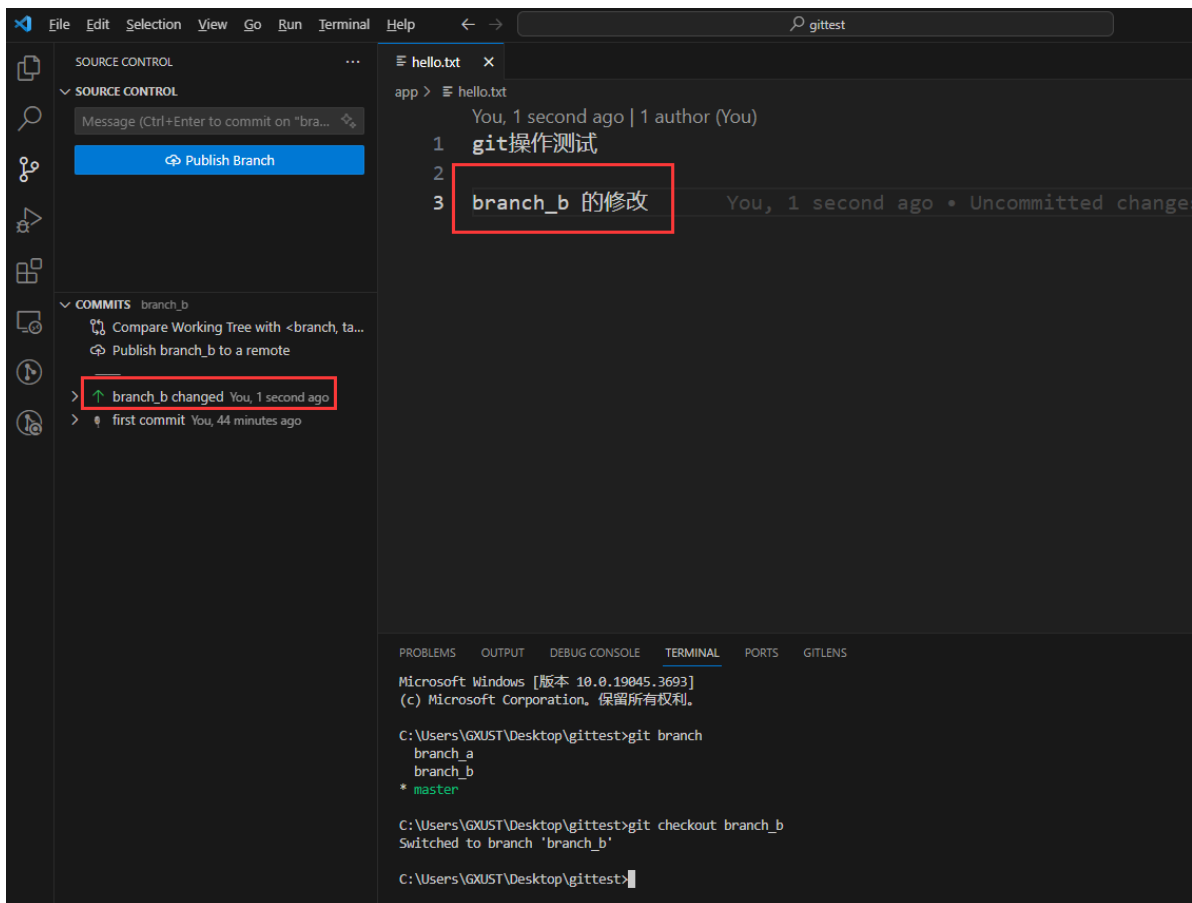 File Edit Selection View Go Run Terminal Help
gittest
SOURCE CONTROL
hello.txt
SOURCE CONTROL
app > hello.txt
Message (Ctrl+Enter to commit on "bra...
You, 1 second ago | 1 author (You)
1 git操作测试
Publish Branch
2
3 branch_b 的修改 You, 1 second ago • Uncommitted changes
COMMITS branch_b
Compare Working Tree with <branch, ta...
Publish branch_b to a remote
branch_b changed You, 1 second ago
first commit You, 44 minutes ago
PROBLEMS OUTPUT DEBUG CONSOLE TERMINAL PORTS GITLENS
Microsoft Windows [版本 10.0.19045.3693]
(c) Microsoft Corporation。保留所有权利。
C:\Users\GXUST\Desktop\gittest>git branch
branch_a
branch_b
* master
C:\Users\GXUST\Desktop\gittest>git checkout branch_b
Switched to branch 'branch_b'
C:\Users\GXUST\Desktop\gittest>